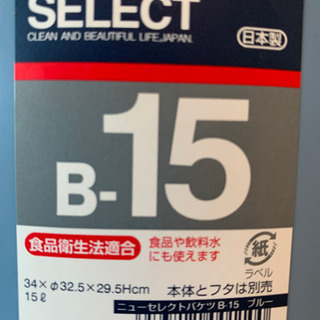 SELECT
CLEAN AND BEAUTIFUL LIFE,JAPAN.
日本製
B-15
食品衛生法適合
食品や飲料水
にも使えます
紙
ラベル
34×φ32.5×29.5Hcm
15ℓ
本体とフタは別売
ニューセレクトバケツ B-15 ブルー